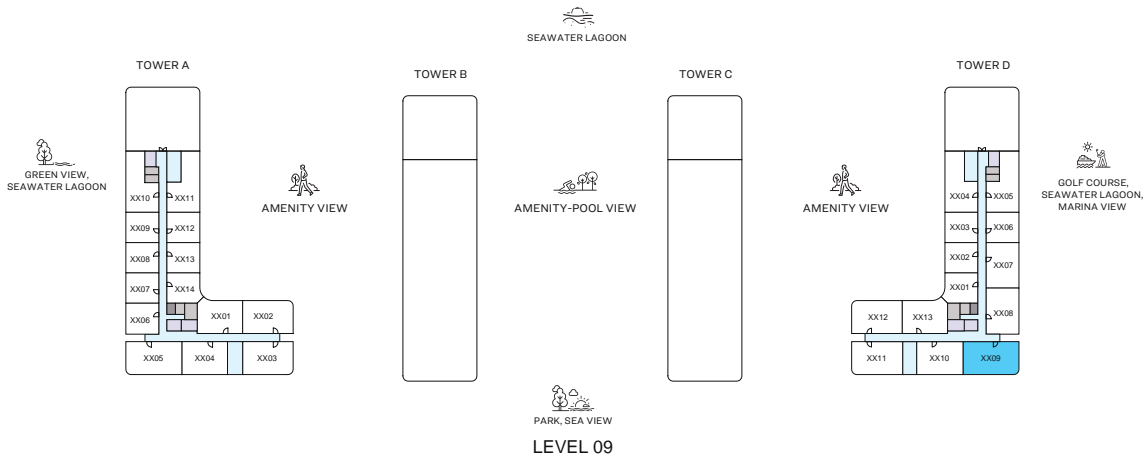 SEAWATER LAGOON
TOWER A
TOWER B
TOWER C
TOWER D
GREEN VIEW,
SEAWATER LAGOON
AMENITY VIEW
AMENITY-POOL VIEW
AMENITY VIEW
GOLF COURSE,
SEAWATER LAGOON,
MARINA VIEW
XX10 XX11
XX09 XX12
XX08 XX13
XX07 XX14
XX06
XX01 XX02
XX05 XX04 XX03
XX04 XX05
XX03 XX06
XX02 XX07
XX01
XX08
XX12 XX13
XX11 XX10 XX09
PARK, SEA VIEW
LEVEL 09